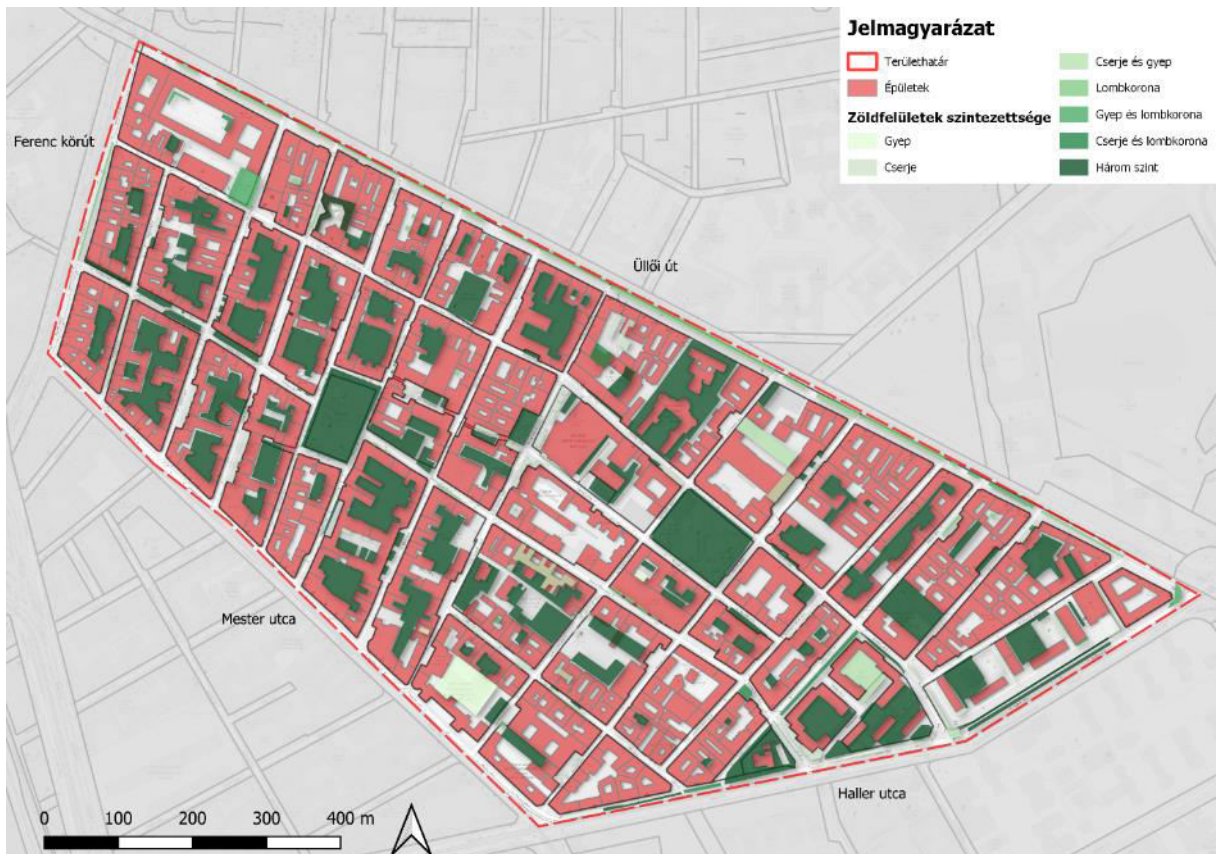 Jelmagyarázat
Területhatár
Épületek
Zöldfelületek szintezettsége
Gyep
Cserje
Cserje és gyep
Lombkorona
Gyep és lombkorona
Cserje és lombkorona
Három szint
Ferenc körút
Üllői út
Mester utca
Haller utca
0 100 200 300 400 m